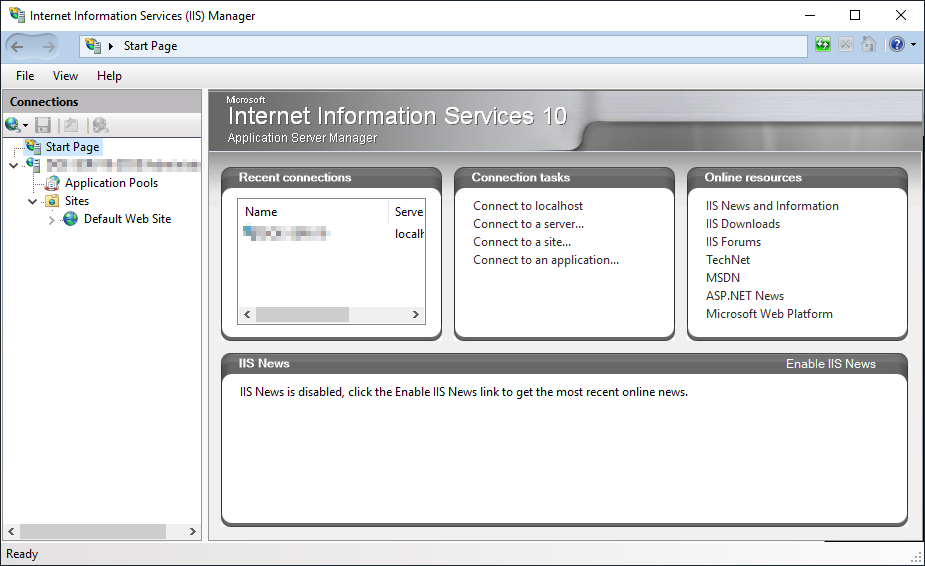 Internet Information Services (IIS) Manager
Start Page
File View Help
Connections
Start Page
Application Pools
Sites
Default Web Site
Microsoft
Internet Information Services 10
Application Server Manager
Recent connections
Name Serve
localh
Connection tasks
Connect to localhost
Connect to a server...
Connect to a site...
Connect to an application...
Online resources
IIS News and Information
IIS Downloads
IIS Forums
TechNet
MSDN
ASP.NET News
Microsoft Web Platform
IIS News Enable IIS News
IIS News is disabled, click the Enable IIS News link to get the most recent online news.
Ready